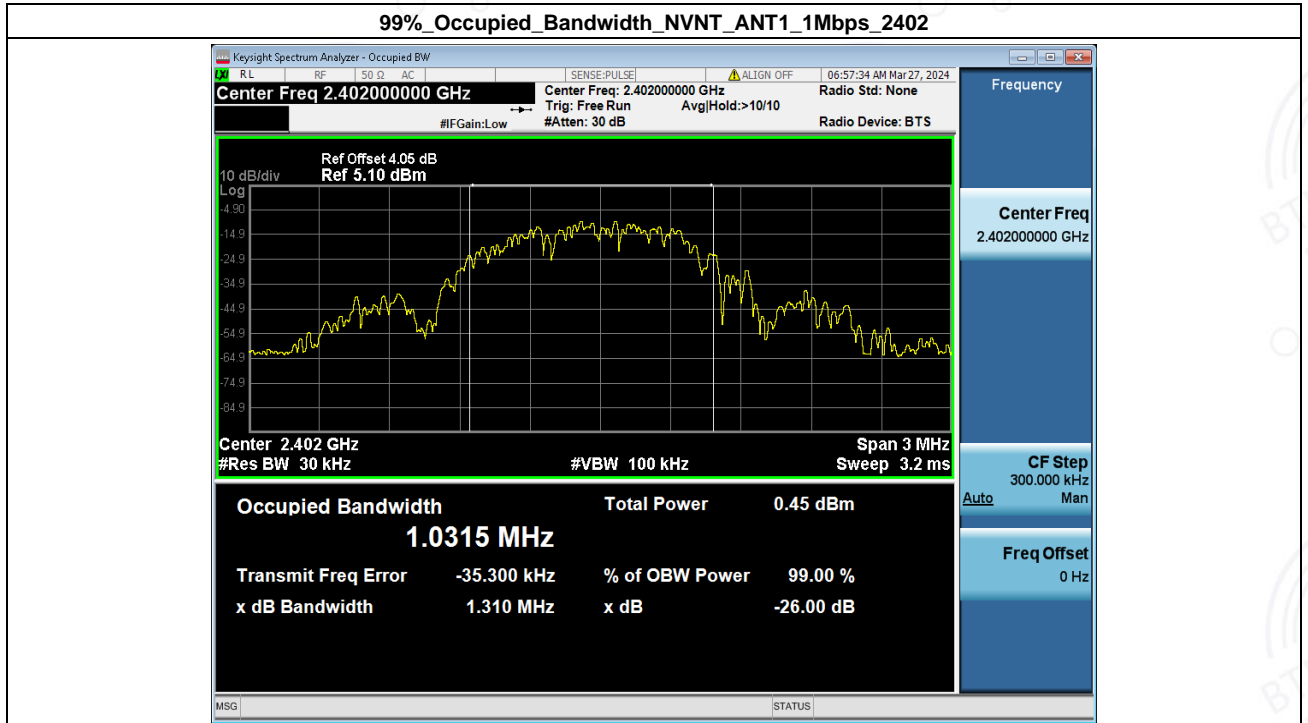 99%_Occupied_Bandwidth_NVNT_ANT1_1Mbps_2402
Keysight Spectrum Analyzer - Occupied BW
LXI RL RF 50 Ω AC SENSE:PULSE ALIGN OFF 06:57:34 AM Mar 27, 2024
Center Freq 2.402000000 GHz
Center Freq: 2.402000000 GHz Radio Std: None
Trig: Free Run Avg|Hold:>10/10
#IFGain:Low #Atten: 30 dB Radio Device: BTS
Frequency
Ref Offset 4.05 dB
10 dB/div Ref 5.10 dBm
Log
-4.90
-14.9
-24.9
-34.9
-44.9
-54.9
-64.9
-74.9
-84.9
Center 2.402 GHz Span 3 MHz
#Res BW 30 kHz #VBW 100 kHz Sweep 3.2 ms
Occupied Bandwidth Total Power 0.45 dBm
1.0315 MHz
Transmit Freq Error -35.300 kHz % of OBW Power 99.00 %
x dB Bandwidth 1.310 MHz x dB -26.00 dB
Center Freq
2.402000000 GHz
CF Step
300.000 kHz
Auto Man
Freq Offset
0 Hz
MSG STATUS